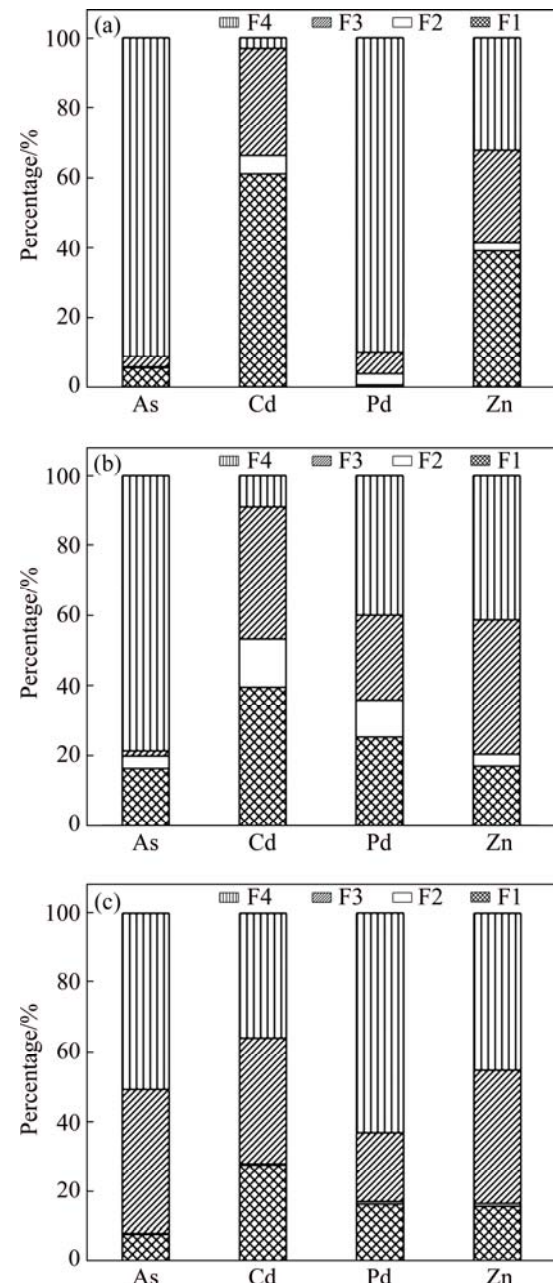 (a)
F4 F3 F2 F1
100
80
60
40
20
0
Percentage/%
As Cd Pd Zn
(b)
F4 F3 F2 F1
100
80
60
40
20
0
Percentage/%
As Cd Pd Zn
(c)
F4 F3 F2 F1
100
80
60
40
20
0
Percentage/%
As Cd Pd Zn